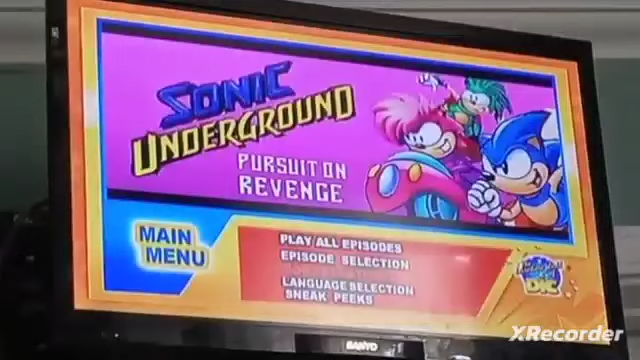 SONIC
UNDERGROUND
PURSUIT ON
REVENGE
MAIN
MENU
PLAY ALL EPISODES
EPISODE SELECTION
LANGUAGE SELECTION
SNEAK PEEKS
DIC
SANYO
XRecorder